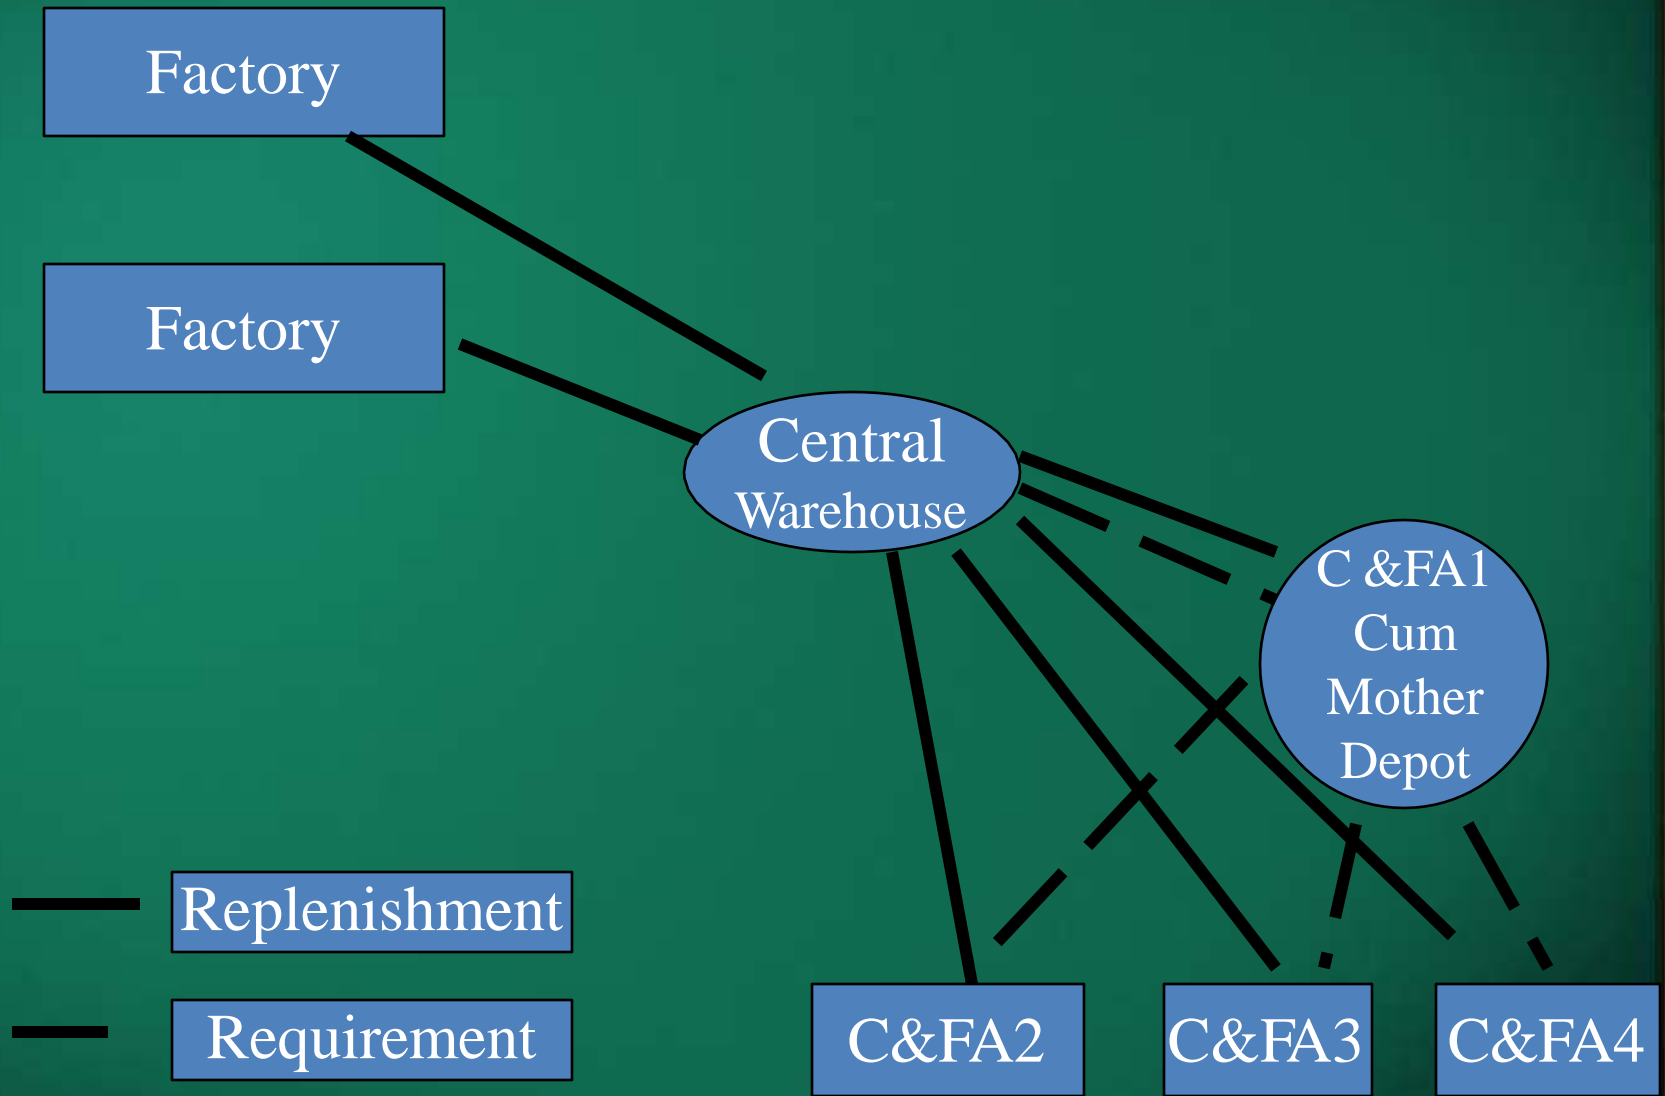 Factory
Factory
Central
Warehouse
C &FA1
Cum
Mother
Depot
Replenishment
Requirement
C&FA2
C&FA3
C&FA4